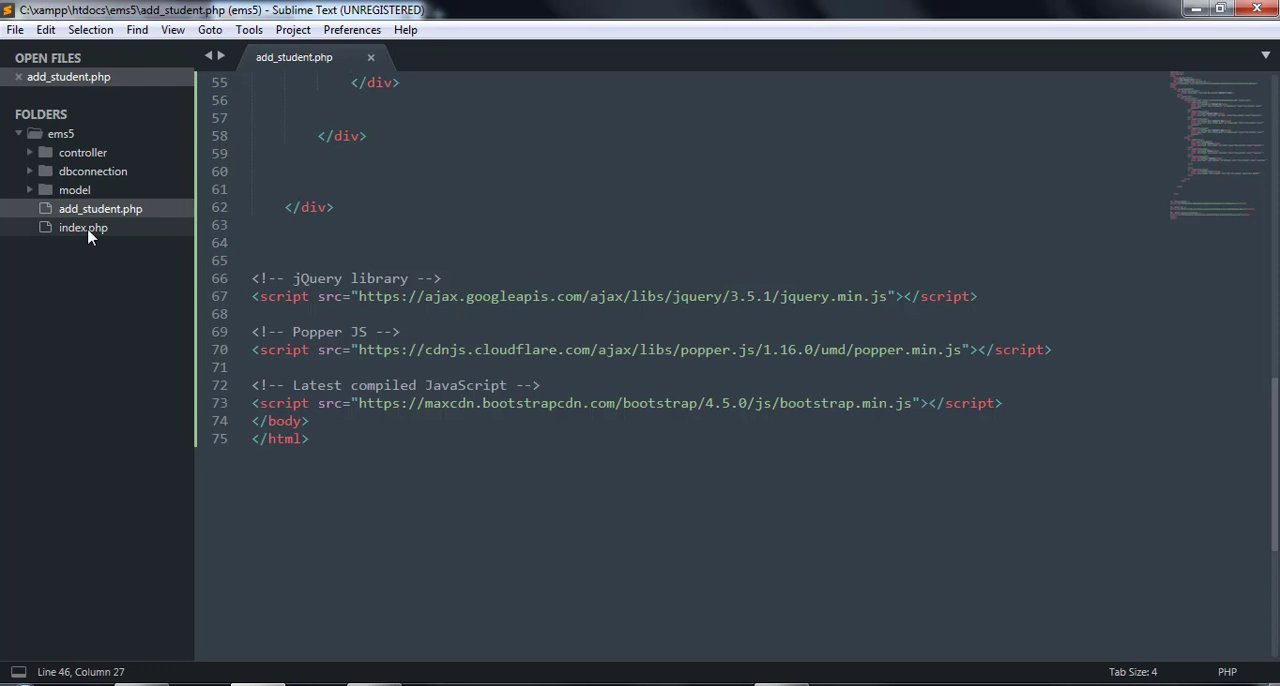 C:\xampp\htdocs\ems5\add_student.php (ems5) - Sublime Text (UNREGISTERED)
File Edit Selection Find View Goto Tools Project Preferences Help
OPEN FILES
add_student.php
FOLDERS
ems5
controller
dbconnection
model
add_student.php
index.php
add_student.php
55 </div>
56
57
58 </div>
59
60
61
62 </div>
63
64
65
66 <!-- jQuery library -->
67 <script src="https://ajax.googleapis.com/ajax/libs/jquery/3.5.1/jquery.min.js"></script>
68
69 <!-- Popper JS -->
70 <script src="https://cdnjs.cloudflare.com/ajax/libs/popper.js/1.16.0/umd/popper.min.js"></script>
71
72 <!-- Latest compiled JavaScript -->
73 <script src="https://maxcdn.bootstrapcdn.com/bootstrap/4.5.0/js/bootstrap.min.js"></script>
74 </body>
75 </html>
Line 46, Column 27
Tab Size: 4
PHP